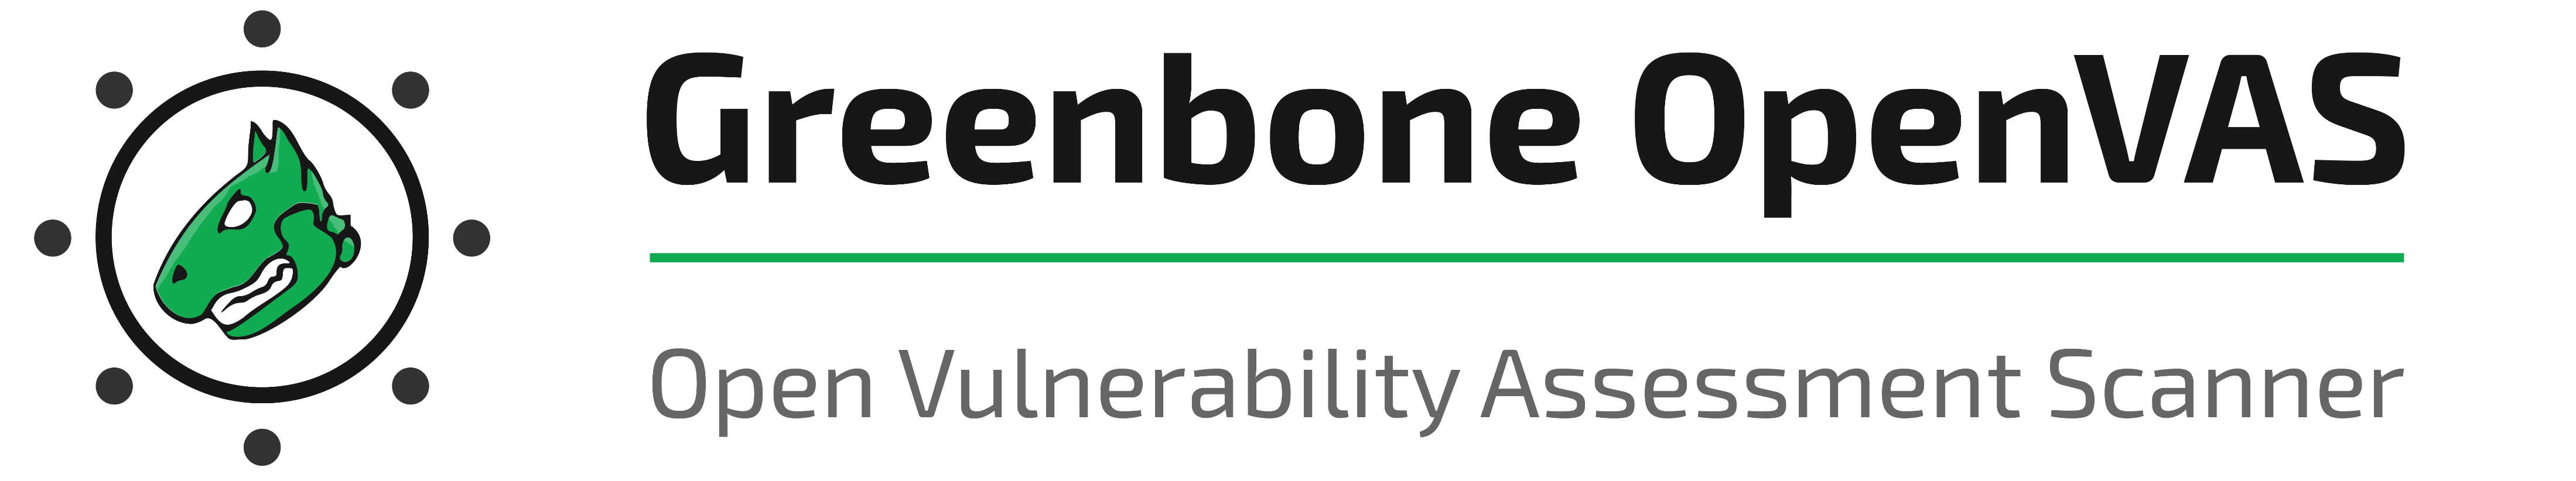 Greenbone OpenVAS
Open Vulnerability Assessment Scanner